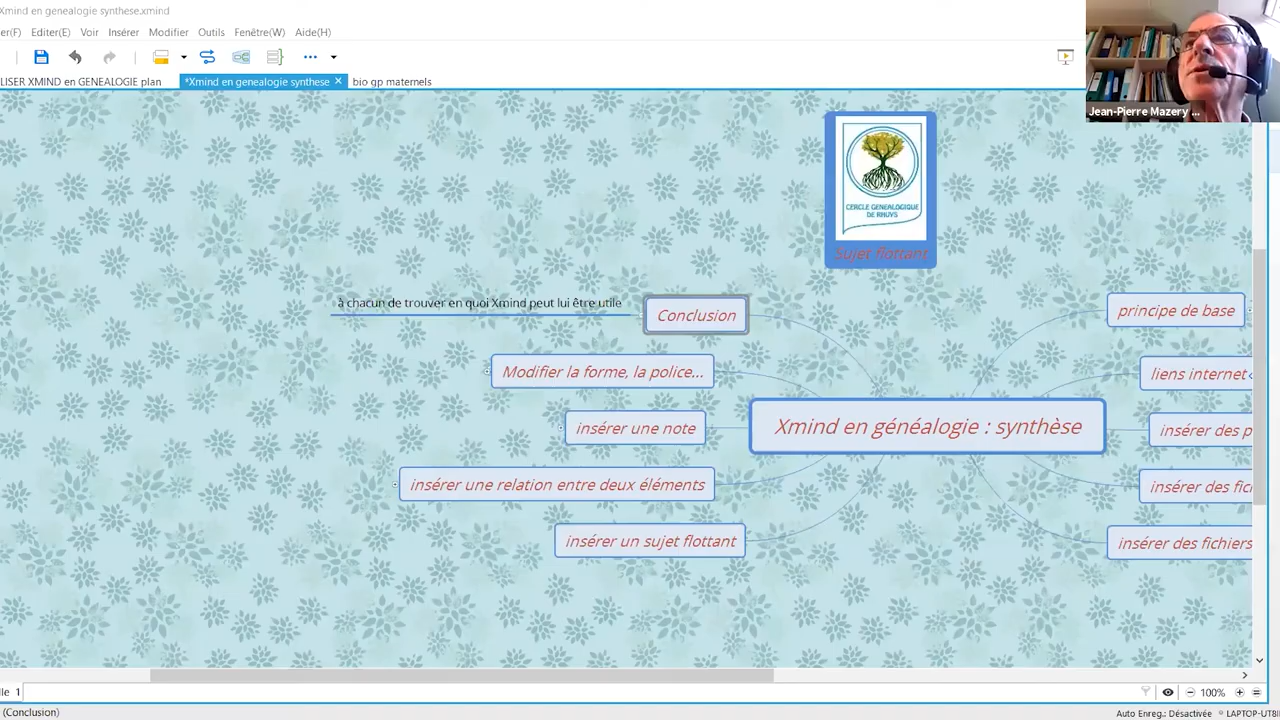 Xmind en genealogie synthese.xmind
er(F) Editer(E) Voir Insérer Modifier Outils Fenêtre(W) Aide(H)
LISER XMIND en GENEALOGIE plan *Xmind en genealogie synthese bio gp maternels
Jean-Pierre Mazery ...
CERCLE GENEALOGIQUE
DE RHUYS
Sujet flottant
à chacun de trouver en quoi Xmind peut lui être utile
Conclusion
principe de base
Modifier la forme, la police...
liens internet
insérer une note
Xmind en généalogie : synthèse
insérer des p
insérer une relation entre deux éléments
insérer des fic
insérer un sujet flottant
insérer des fichiers
lle 1
100%
(Conclusion)
Auto Enreg.: Désactivée
LAPTOP-UT8